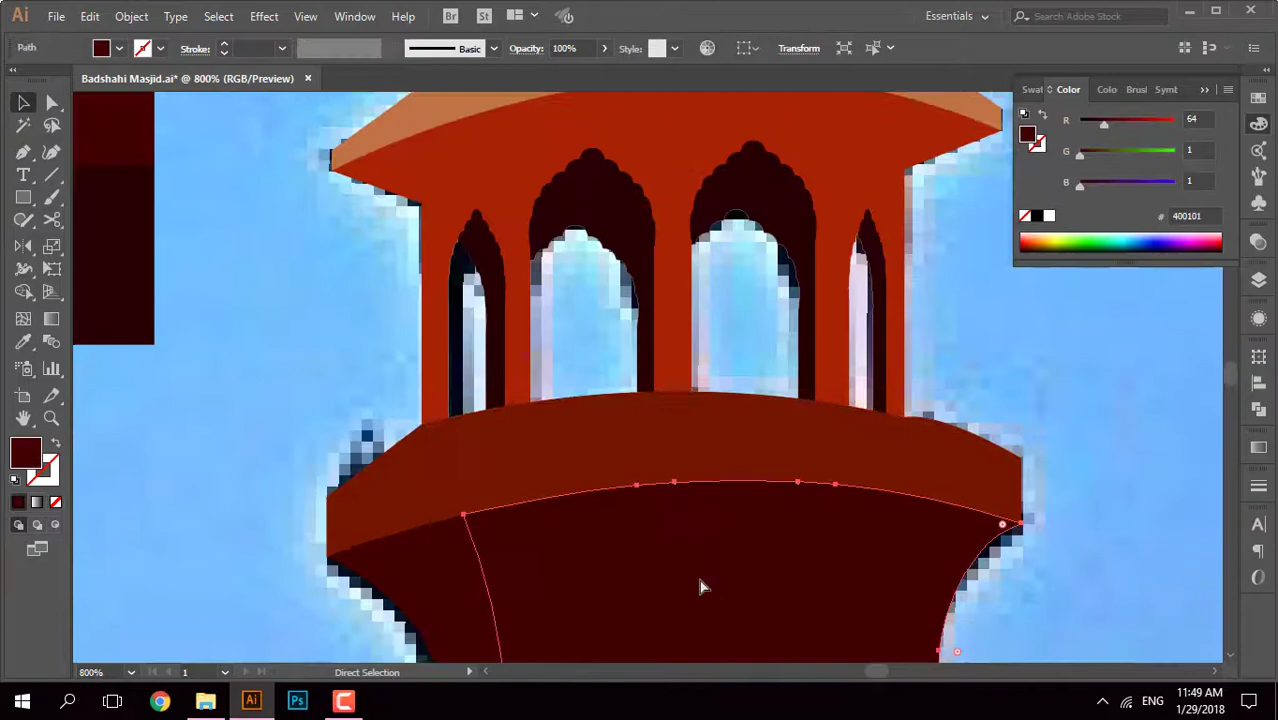 Ai File Edit Object Type Select Effect View Window Help Br St Essentials Search Adobe Stock
Path Stroke: Basic Opacity: 100% Style: Transform
Badshahi Masjid.ai* @ 800% (RGB/Preview)
Swat Color Colo Brus Symt
R 64
G 1
B 1
# 400101
800% 1 Direct Selection
Ai Ps ENG 11:49 AM
1/29/2018